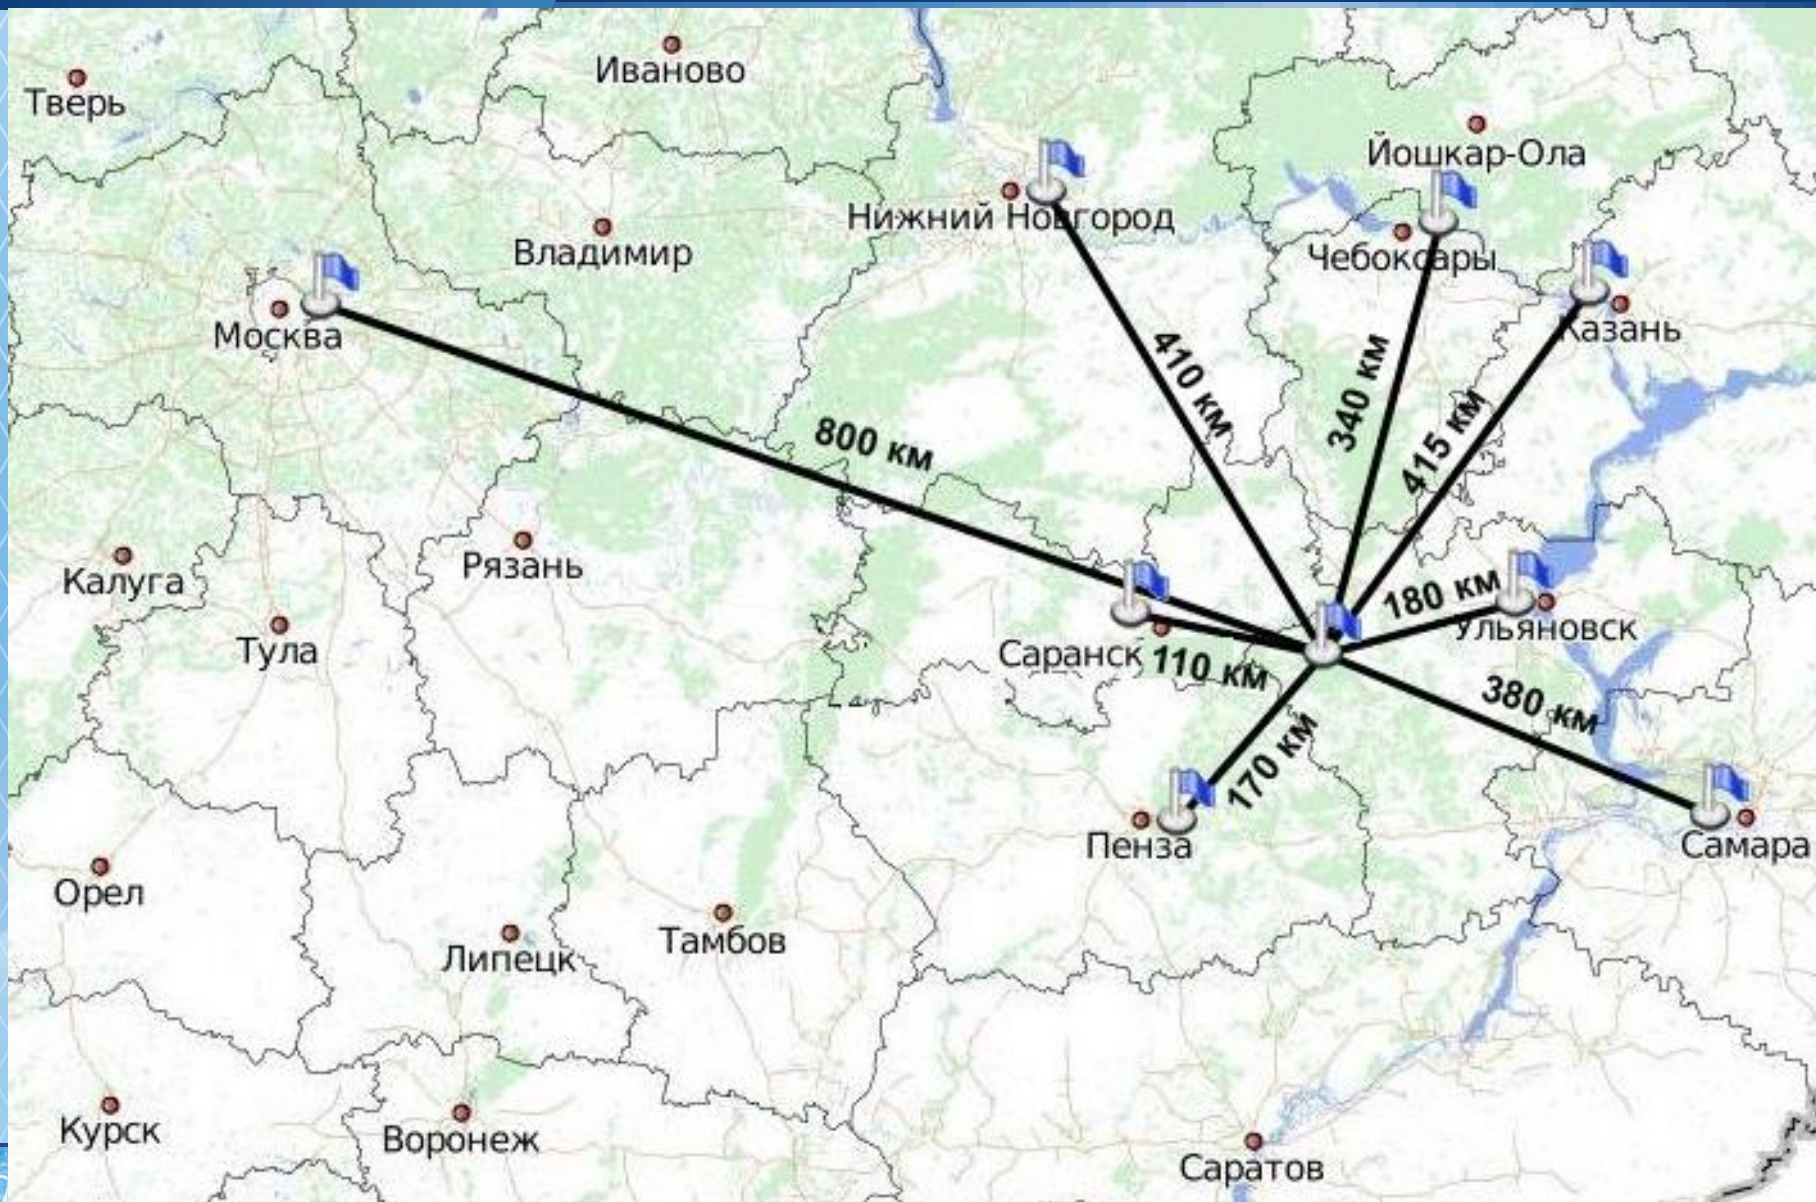 Иваново
Тверь
Йошкар-Ола
Нижний Новгород
Владимир
Чебоксары
Москва
Казань
410 км
340 км
415 км
800 км
Рязань
Калуга
180 км
Ульяновск
Тула
Саранск
110 км
380 км
170 км
Пенза
Самара
Орел
Тамбов
Липецк
Курск
Воронеж
Саратов